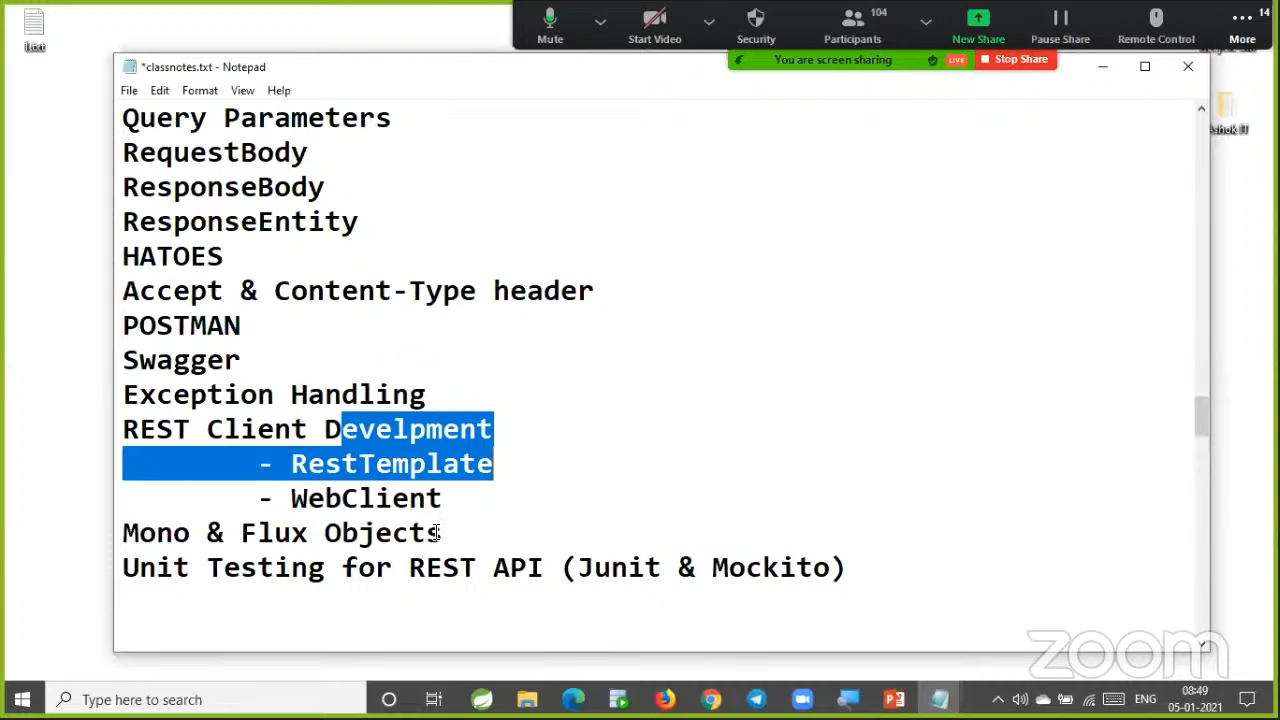 14
104
Mute
Start Video
Security
Participants
New Share
Pause Share
Remote Control
More
You are screen sharing
LIVE
Stop Share
*classnotes.txt - Notepad
File Edit Format View Help
Query Parameters
RequestBody
ResponseBody
ResponseEntity
HATOES
Accept & Content-Type header
POSTMAN
Swagger
Exception Handling
REST Client Develpment
- RestTemplate
- WebClient
Mono & Flux Objects
Unit Testing for REST API (Junit & Mockito)
zoom
Type here to search
ENG
08:49
05-01-2021